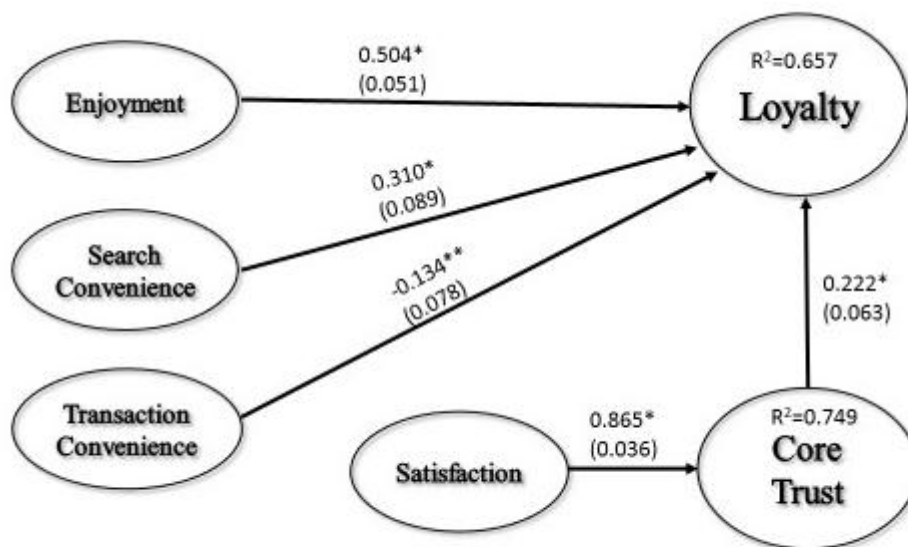 0.504*
(0.051)
Enjoyment
R²=0.657
Loyalty
0.310*
(0.089)
Search
Convenience
-0.134**
(0.078)
0.222*
(0.063)
Transaction
Convenience
Satisfaction
0.865*
(0.036)
R²=0.749
Core
Trust